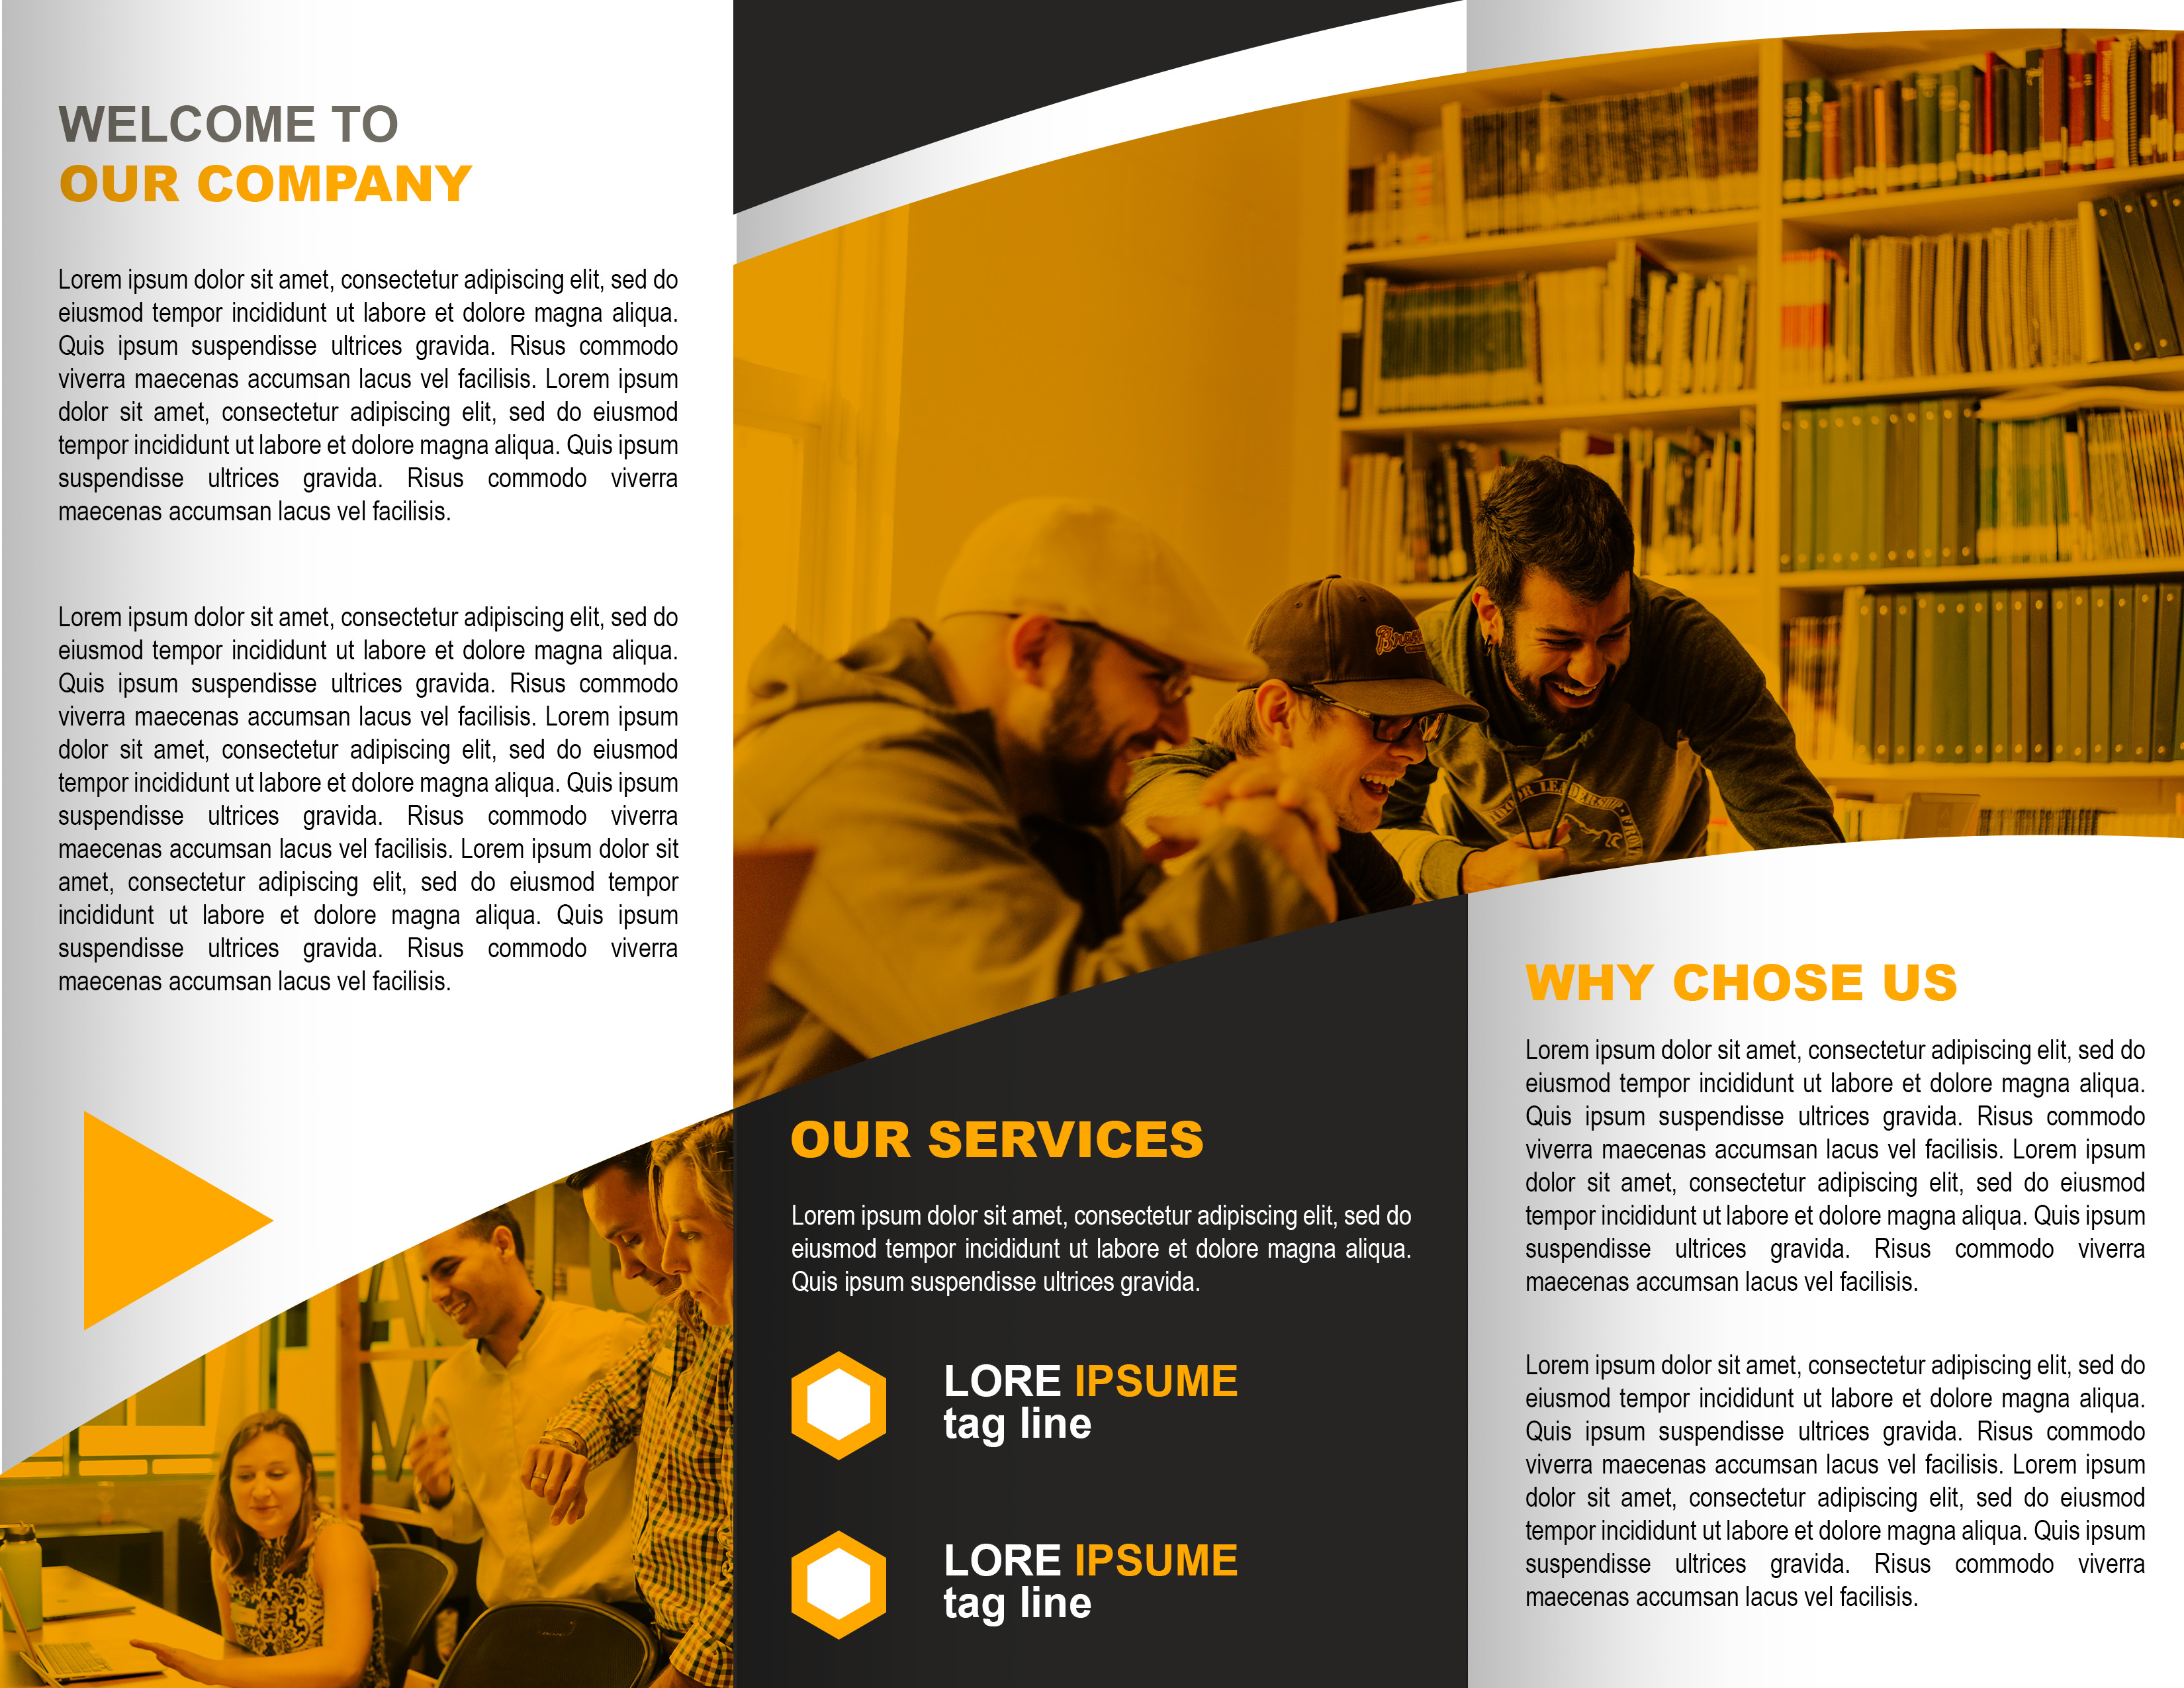 WELCOME TO
OUR COMPANY
Lorem ipsum dolor sit amet, consectetur adipiscing elit, sed do
eiusmod tempor incididunt ut labore et dolore magna aliqua.
Quis ipsum suspendisse ultrices gravida. Risus commodo
viverra maecenas accumsan lacus vel facilisis. Lorem ipsum
dolor sit amet, consectetur adipiscing elit, sed do eiusmod
tempor incididunt ut labore et dolore magna aliqua. Quis ipsum
suspendisse ultrices gravida. Risus commodo viverra
maecenas accumsan lacus vel facilisis.
Lorem ipsum dolor sit amet, consectetur adipiscing elit, sed do
eiusmod tempor incididunt ut labore et dolore magna aliqua.
Quis ipsum suspendisse ultrices gravida. Risus commodo
viverra maecenas accumsan lacus vel facilisis. Lorem ipsum
dolor sit amet, consectetur adipiscing elit, sed do eiusmod
tempor incididunt ut labore et dolore magna aliqua. Quis ipsum
suspendisse ultrices gravida. Risus commodo viverra
maecenas accumsan lacus vel facilisis. Lorem ipsum dolor sit
amet, consectetur adipiscing elit, sed do eiusmod tempor
incididunt ut labore et dolore magna aliqua. Quis ipsum
suspendisse ultrices gravida. Risus commodo viverra
maecenas accumsan lacus vel facilisis.
LEADERSHIP
OUR SERVICES
Lorem ipsum dolor sit amet, consectetur adipiscing elit, sed do
eiusmod tempor incididunt ut labore et dolore magna aliqua.
Quis ipsum suspendisse ultrices gravida.
LORE IPSUME
tag line
LORE IPSUME
tag line
WHY CHOSE US
Lorem ipsum dolor sit amet, consectetur adipiscing elit, sed do
eiusmod tempor incididunt ut labore et dolore magna aliqua.
Quis ipsum suspendisse ultrices gravida. Risus commodo
viverra maecenas accumsan lacus vel facilisis. Lorem ipsum
dolor sit amet, consectetur adipiscing elit, sed do eiusmod
tempor incididunt ut labore et dolore magna aliqua. Quis ipsum
suspendisse ultrices gravida. Risus commodo viverra
maecenas accumsan lacus vel facilisis.
Lorem ipsum dolor sit amet, consectetur adipiscing elit, sed do
eiusmod tempor incididunt ut labore et dolore magna aliqua.
Quis ipsum suspendisse ultrices gravida. Risus commodo
viverra maecenas accumsan lacus vel facilisis. Lorem ipsum
dolor sit amet, consectetur adipiscing elit, sed do eiusmod
tempor incididunt ut labore et dolore magna aliqua. Quis ipsum
suspendisse ultrices gravida. Risus commodo viverra
maecenas accumsan lacus vel facilisis.